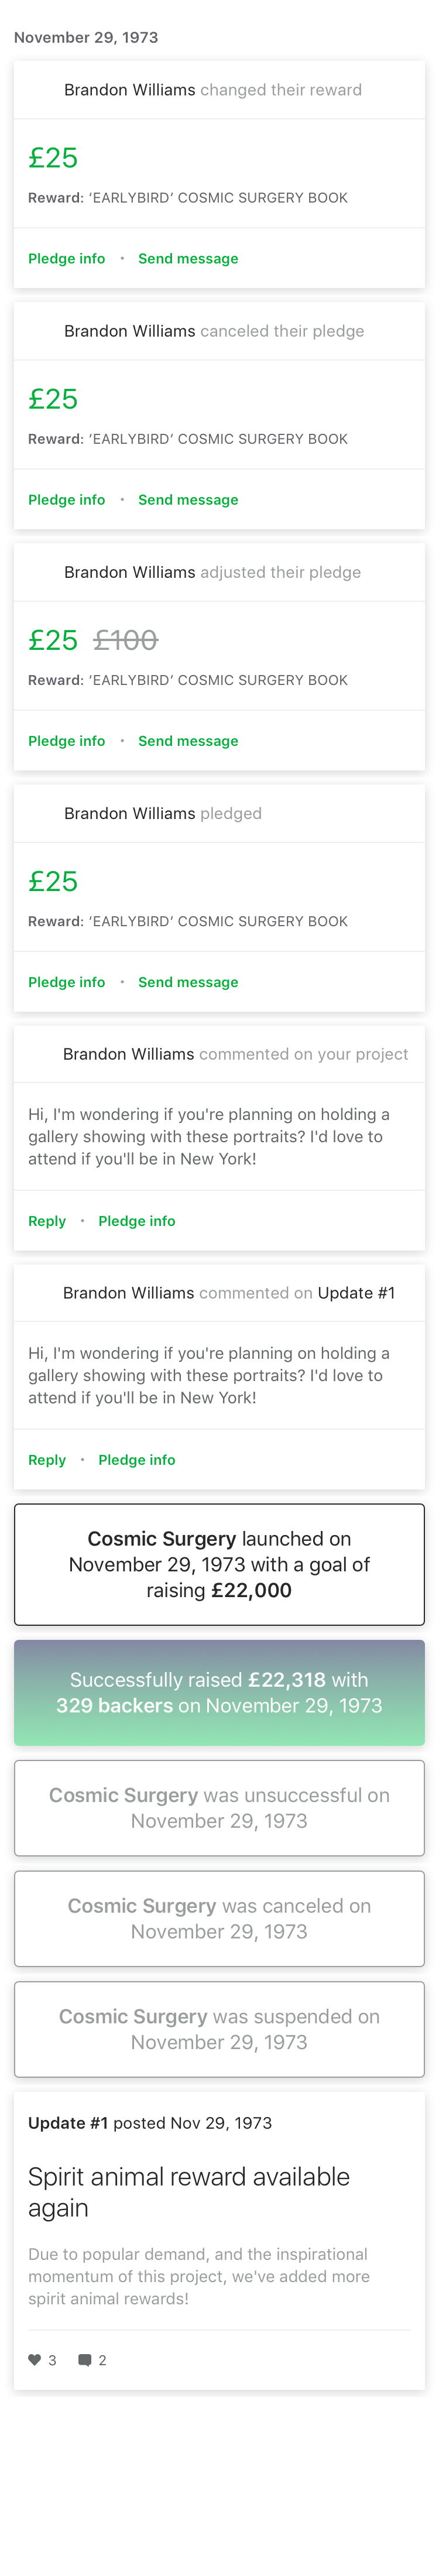 November 29, 1973
Brandon Williams changed their reward
£25
Reward: ‘EARLYBIRD’ COSMIC SURGERY BOOK
Pledge info • Send message
Brandon Williams canceled their pledge
£25
Reward: ‘EARLYBIRD’ COSMIC SURGERY BOOK
Pledge info • Send message
Brandon Williams adjusted their pledge
£25 £100
Reward: ‘EARLYBIRD’ COSMIC SURGERY BOOK
Pledge info • Send message
Brandon Williams pledged
£25
Reward: ‘EARLYBIRD’ COSMIC SURGERY BOOK
Pledge info • Send message
Brandon Williams commented on your project
Hi, I'm wondering if you're planning on holding a
gallery showing with these portraits? I'd love to
attend if you'll be in New York!
Reply • Pledge info
Brandon Williams commented on Update #1
Hi, I'm wondering if you're planning on holding a
gallery showing with these portraits? I'd love to
attend if you'll be in New York!
Reply • Pledge info
Cosmic Surgery launched on
November 29, 1973 with a goal of
raising £22,000
Successfully raised £22,318 with
329 backers on November 29, 1973
Cosmic Surgery was unsuccessful on
November 29, 1973
Cosmic Surgery was canceled on
November 29, 1973
Cosmic Surgery was suspended on
November 29, 1973
Update #1 posted Nov 29, 1973
Spirit animal reward available
again
Due to popular demand, and the inspirational
momentum of this project, we've added more
spirit animal rewards!
3 2